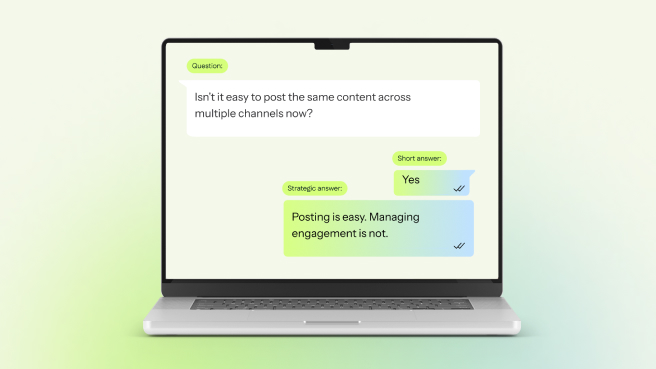 Question:
Isn't it easy to post the same content across
multiple channels now?
Short answer:
Yes
Strategic answer:
Posting is easy. Managing
engagement is not.